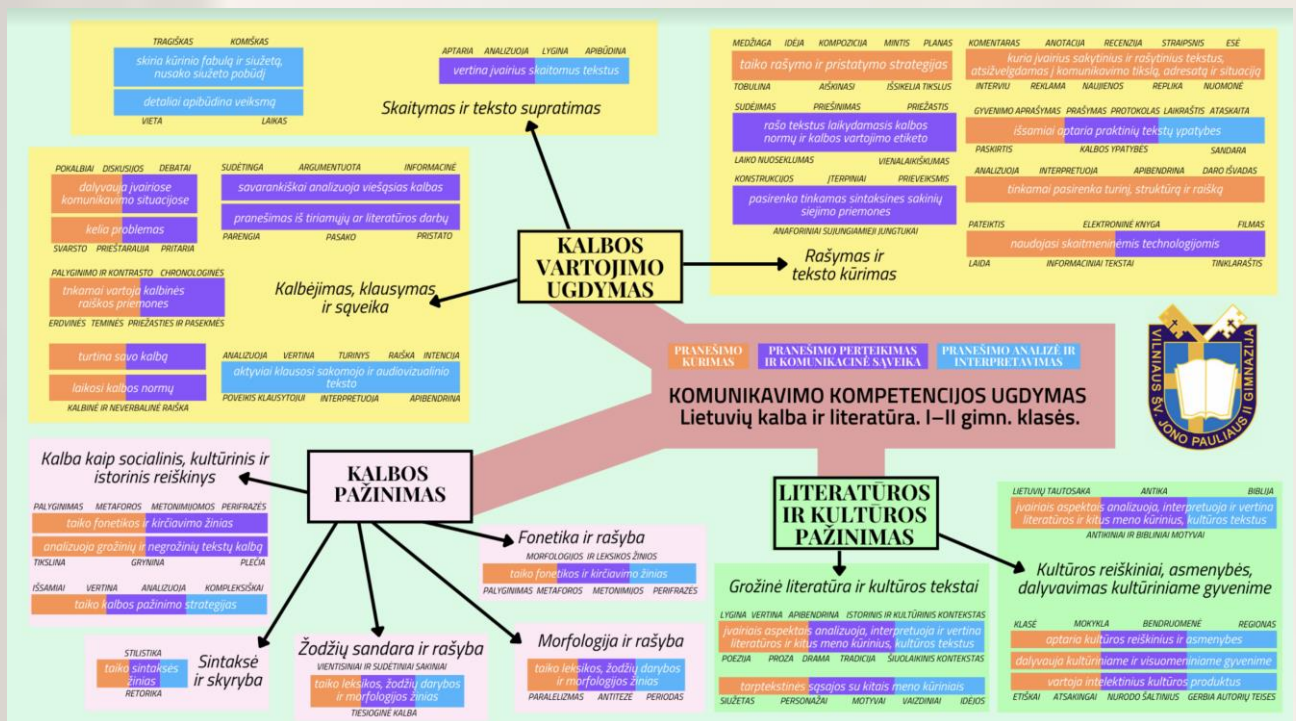 TRAGIŠKAS KOMIŠKAS
skiria kūrinio fabulą ir siužetą,
nusako siužeto pobūdį
detaliai apibūdina veiksmą
VIETA LAIKAS
APTARIA ANALIZUOJA LYGINA APIBŪDINA
vertina įvairius skaitomus tekstus
Skaitymas ir teksto supratimas
MEDŽIAGA IDĖJA KOMPOZICIJA MINTIS PLANAS
taiko rašymo ir pristatymo strategijas
TOBULINA AIŠKINASI IŠSIKELIA TIKSLUS
SUDĖJIMAS PRIEŠINIMAS PRIEŽASTIS
rašo tekstus laikydamasis kalbos
normų ir kalbos vartojimo etiketo
LAIKO NUOSEKLUMAS VIENALAIKIŠKUMAS
KONSTRUKCIJOS ĮTERPINIAI PRIEVEIKSMIS
pasirenka tinkamas sintaksines sakinių
siejimo priemones
ANAFORINIAI SUJUNGIAMIEJI JUNGTUKAI
Rašymas ir
teksto kūrimas
KOMENTARAS ANOTACIJA RECENZIJA STRAIPSNIS ESĖ
kuria įvairius sakytinius ir rašytinius tekstus,
atsižvelgdamas į komunikavimo tikslą, adresatą ir situaciją
INTERVIU REKLAMA NAUJIENOS REPLIKA NUOMONĖ
GYVENIMO APRAŠYMAS PRAŠYMAS PROTOKOLAS LAIKRAŠTIS ATASKAITA
išsamiai aptaria praktinių tekstų ypatybes
PASKIRTIS KALBOS YPATYBĖS SANDARA
ANALIZUOJA INTERPRETUOJA APIBENDRINA DARO IŠVADAS
tinkamai pasirenka turinį, struktūrą ir raišką
PATEIKTIS ELEKTRONINĖ KNYGA FILMAS
naudojasi skaitmeninėmis technologijomis
LAIDA INFORMACINIAI TEKSTAI TINKLARAŠTIS
POKALBIAI DISKUSIJOS DEBATAI
dalyvauja įvairiose
komunikavimo situacijose
kelia problemas
SVARSTO PRIEŠTARAUJA PRITARIA
SUDĖTINGA ARGUMENTUOTA INFORMACINĖ
savarankiškai analizuoja viešąsias kalbas
pranešimas iš tiriamųjų ar literatūros darbų
PARENGIA PASAKO PRISTATO
PALYGINIMO IR KONTRASTO CHRONOLOGINĖS
tnkamai vartoja kalbinės
raiškos priemones
ERDVINĖS TEMINĖS PRIEŽASTIES IR PASEKMĖS
Kalbėjimas, klausymas
ir sąveika
turtina savo kalbą
laikosi kalbos normų
KALBINĖ IR NEVERBALINĖ RAIŠKA
ANALIZUOJA VERTINA TURINYS RAIŠKA INTENCIJA
aktyviai klausosi sakomojo ir audiovizualinio
teksto
POVEIKIS KLAUSYTOJUI INTERPRETUOJA APIBENDRINA
KALBOS
VARTOJIMO
UGDYMAS
PRANEŠIMO
KŪRIMAS
PRANEŠIMO PERTEIKIMAS
IR KOMUNIKACINĖ SĄVEIKA
PRANEŠIMO ANALIZĖ IR
INTERPRETAVIMAS
KOMUNIKAVIMO KOMPETENCIJOS UGDYMAS
Lietuvių kalba ir literatūra. I–II gimn. klasės.
VILNIAUS ŠV. JONO PAULIAUS II GIMNAZIJA
Kalba kaip socialinis, kultūrinis ir
istorinis reiškinys
PALYGINIMAS METAFOROS METONIMIJOMOS PERIFRAZĖS
taiko fonetikos ir kirčiavimo žinias
analizuoja grožinių ir negrožinių tekstų kalbą
TIKSLINA GRYNINA PLEČIA
IŠSAMIAI VERTINA ANALIZUOJA KOMPLEKSIŠKAI
taiko kalbos pažinimo strategijas
KALBOS
PAŽINIMAS
STILISTIKA
taiko sintaksės
žinias
RETORIKA
Sintaksė
ir skyryba
Žodžių sandara ir rašyba
VIENTISINIAI IR SUDĖTINIAI SAKINIAI
taiko leksikos, žodžių darybos
ir morfologijos žinias
TIESIOGINĖ KALBA
Fonetika ir rašyba
MORFOLOGIJOS IR LEKSIKOS ŽINIOS
taiko fonetikos ir kirčiavimo žinias
PALYGINIMAS METAFOROS METONIMIJOS PERIFRAZĖS
Morfologija ir rašyba
taiko leksikos, žodžių darybos
ir morfologijos žinias
PARALELIZMAS ANTITEZĖ PERIODAS
LITERATŪROS
IR KULTŪROS
PAŽINIMAS
Grožinė literatūra ir kultūros tekstai
LYGINA VERTINA APIBENDRINA ISTORINIS IR KULTŪRINIS KONTEKSTAS
įvairiais aspektais analizuoja, interpretuoja ir vertina
literatūros ir kitus meno kūrinius, kultūros tekstus
POEZIJA PROZA DRAMA TRADICIJA ŠIUOLAIKINIS KONTEKSTAS
tarptekstinės sąsajos su kitais meno kūriniais
SIUŽETAS PERSONAŽAI MOTYVAI VAIZDINIAI IDĖJOS
LIETUVIŲ TAUTOSAKA ANTIKA BIBLIJA
įvairiais aspektais analizuoja, interpretuoja ir vertina
literatūros ir kitus meno kūrinius, kultūros tekstus
ANTIKINIAI IR BIBLINIAI MOTYVAI
Kultūros reiškiniai, asmenybės,
dalyvavimas kultūriniame gyvenime
KLASĖ MOKYKLA BENDRUOMENĖ REGIONAS
aptaria kultūros reiškinius ir asmenybes
dalyvauja kultūriniame ir visuomeniniame gyvenime
vartoja intelektinius kultūros produktus
ETIŠKAI ATSAKINGAI NURODO ŠALTINIUS GERBIA AUTORIŲ TEISES